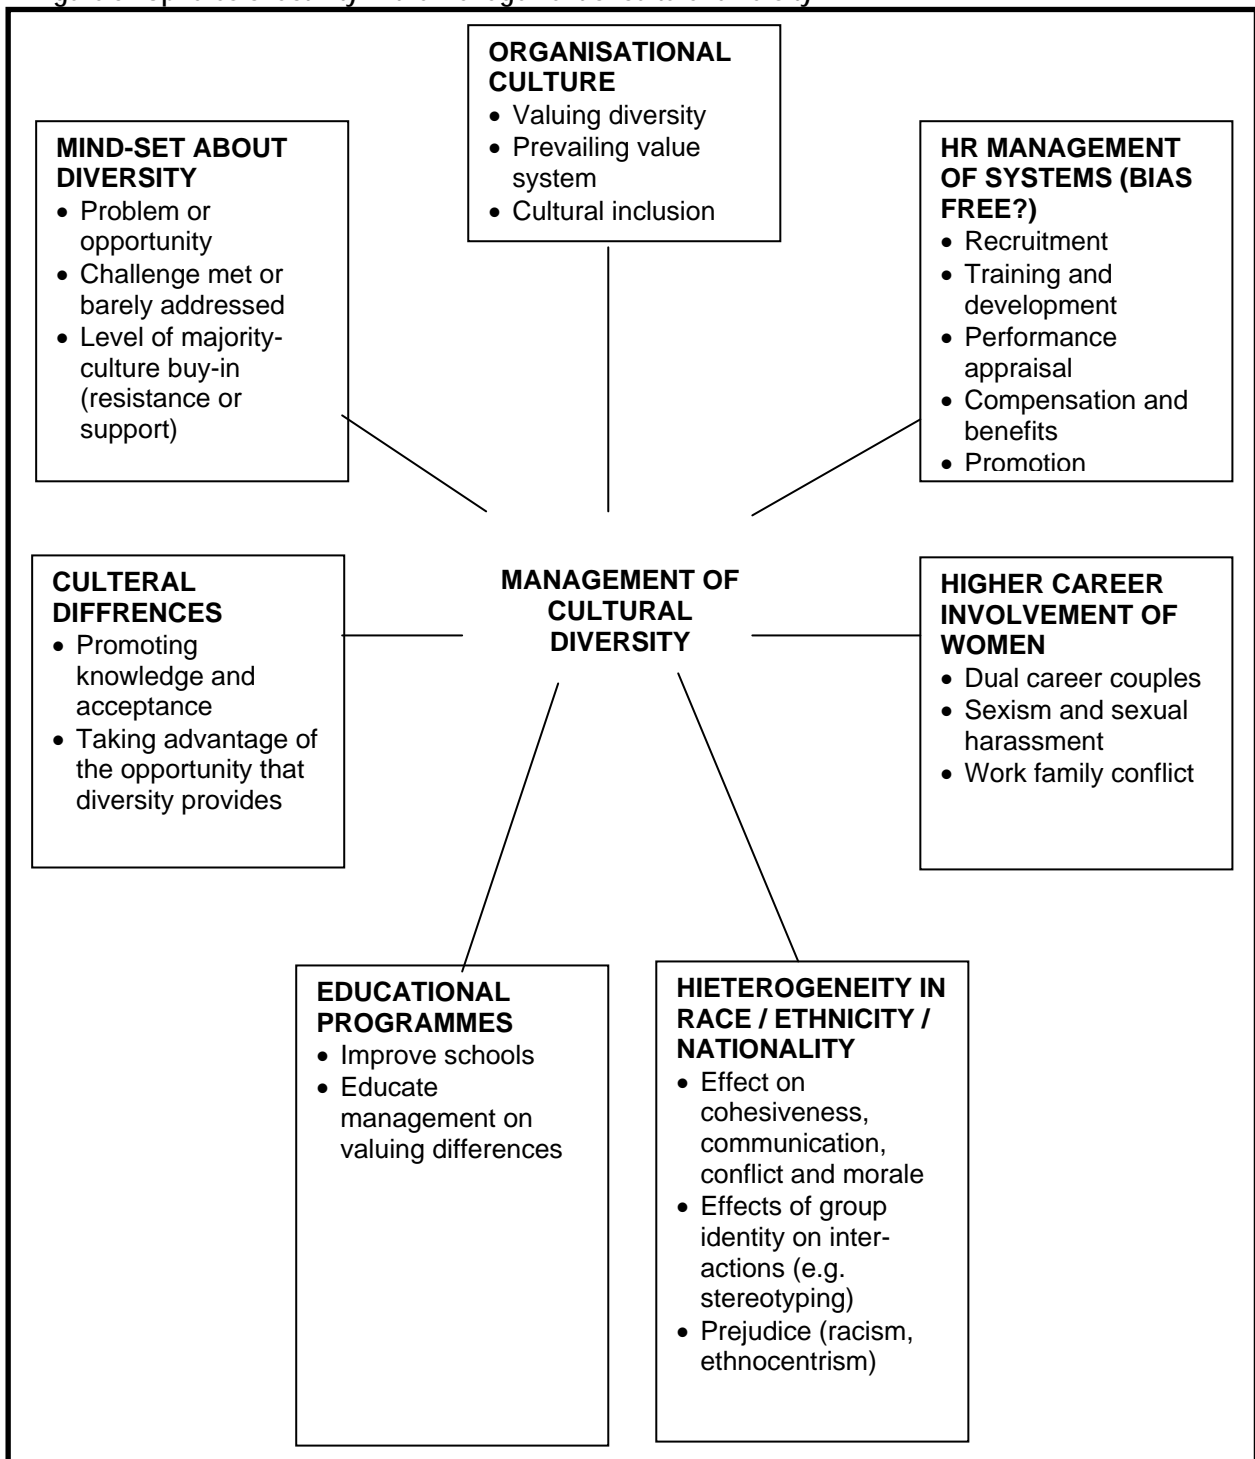 ORGANISATIONAL
CULTURE
• Valuing diversity
• Prevailing value
system
• Cultural inclusion
MIND-SET ABOUT
DIVERSITY
• Problem or
opportunity
• Challenge met or
barely addressed
• Level of majority-
culture buy-in
(resistance or
support)
HR MANAGEMENT
OF SYSTEMS (BIAS
FREE?)
• Recruitment
• Training and
development
• Performance
appraisal
• Compensation and
benefits
• Promotion
CULTERAL
DIFFRENCES
• Promoting
knowledge and
acceptance
• Taking advantage of
the opportunity that
diversity provides
MANAGEMENT OF
CULTURAL
DIVERSITY
HIGHER CAREER
INVOLVEMENT OF
WOMEN
• Dual career couples
• Sexism and sexual
harassment
• Work family conflict
EDUCATIONAL
PROGRAMMES
• Improve schools
• Educate
management on
valuing differences
HIETEROGENEITY IN
RACE / ETHNICITY /
NATIONALITY
• Effect on
cohesiveness,
communication,
conflict and morale
• Effects of group
identity on inter-
actions (e.g.
stereotyping)
• Prejudice (racism,
ethnocentrism)